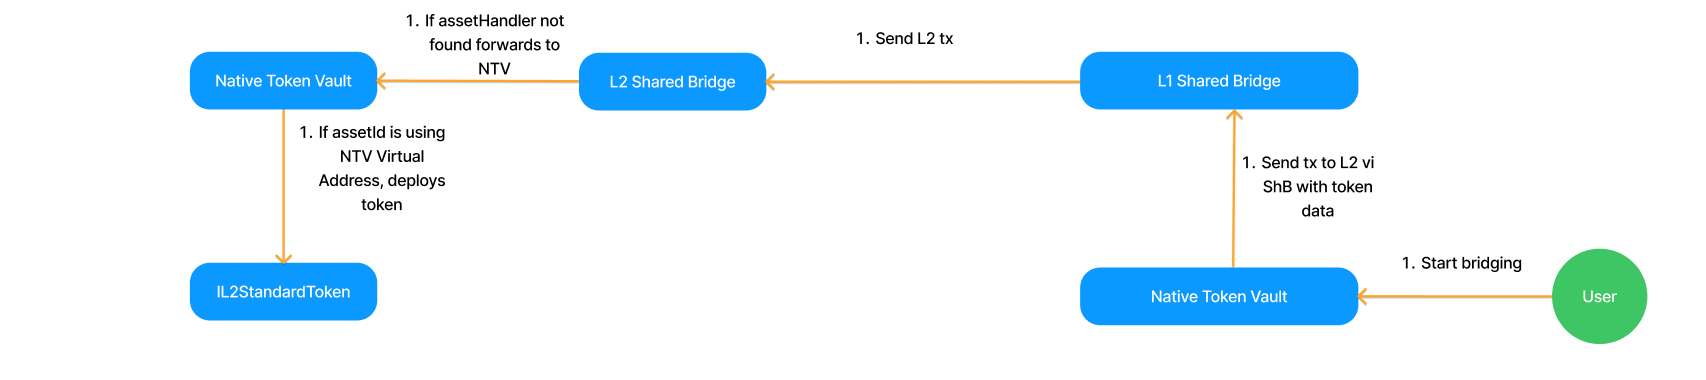 1. If assetHandler not
found forwards to
NTV
1. Send L2 tx
Native Token Vault
L2 Shared Bridge
L1 Shared Bridge
1. If assetId is using
NTV Virtual
Address, deploys
token
1. Send tx to L2 vi
ShB with token
data
1. Start bridging
IL2StandardToken
Native Token Vault
User